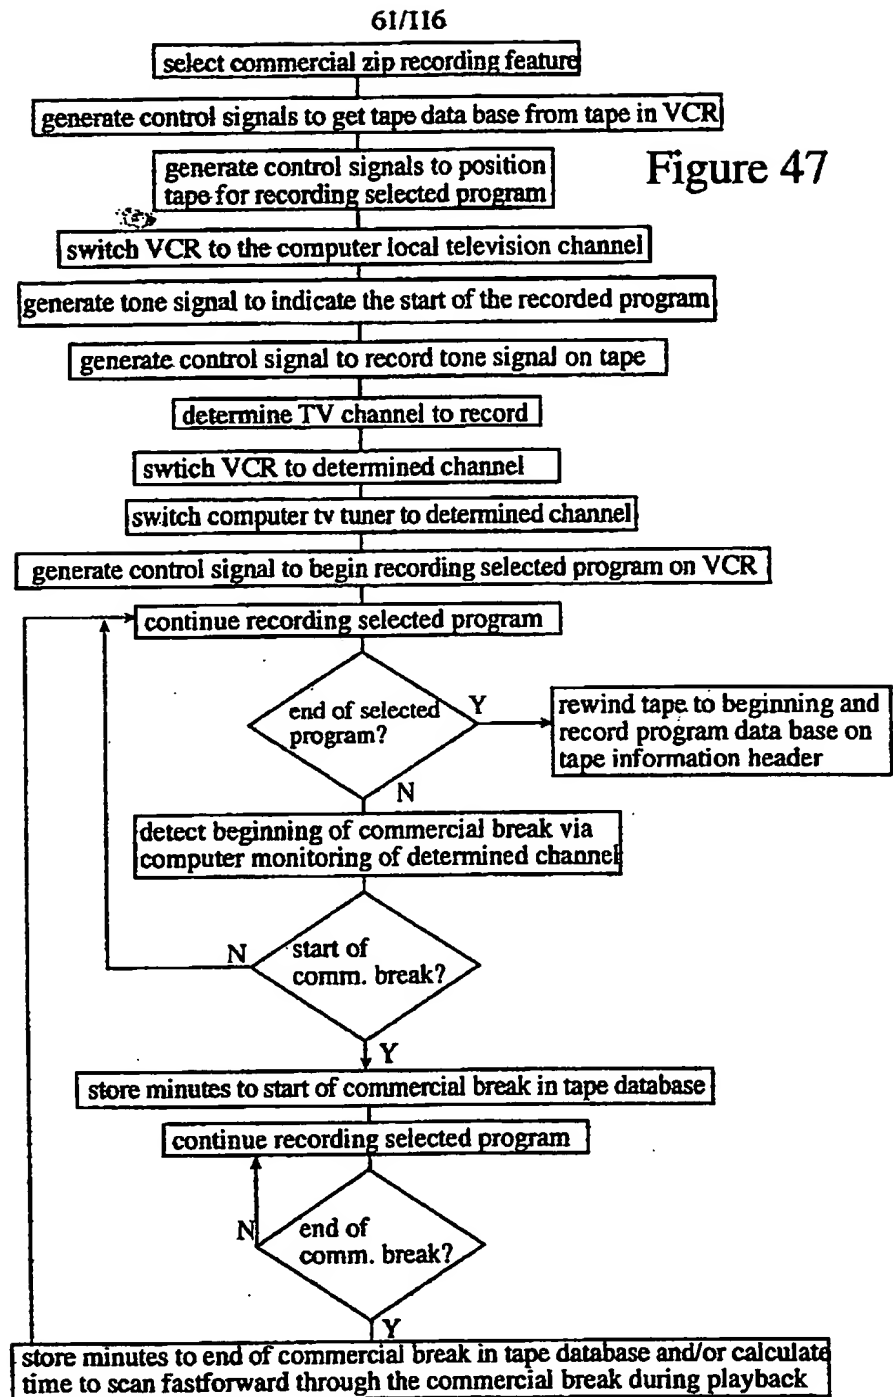 61/116
select commercial zip recording feature
generate control signals to get tape data base from tape in VCR
Figure 47
generate control signals to position
tape for recording selected program
switch VCR to the computer local television channel
generate tone signal to indicate the start of the recorded program
generate control signal to record tone signal on tape
determine TV channel to record
swtich VCR to determined channel
switch computer tv tuner to determined channel
generate control signal to begin recording selected program on VCR
continue recording selected program
end of selected
program?
Y
rewind tape to beginning and
record program data base on
tape information header
N
detect beginning of commercial break via
computer monitoring of determined channel
N
start of
comm. break?
Y
store minutes to start of commercial break in tape database
continue recording selected program
N
end of
comm. break?
Y
store minutes to end of commercial break in tape database and/or calculate
time to scan fastforward through the commercial break during playback